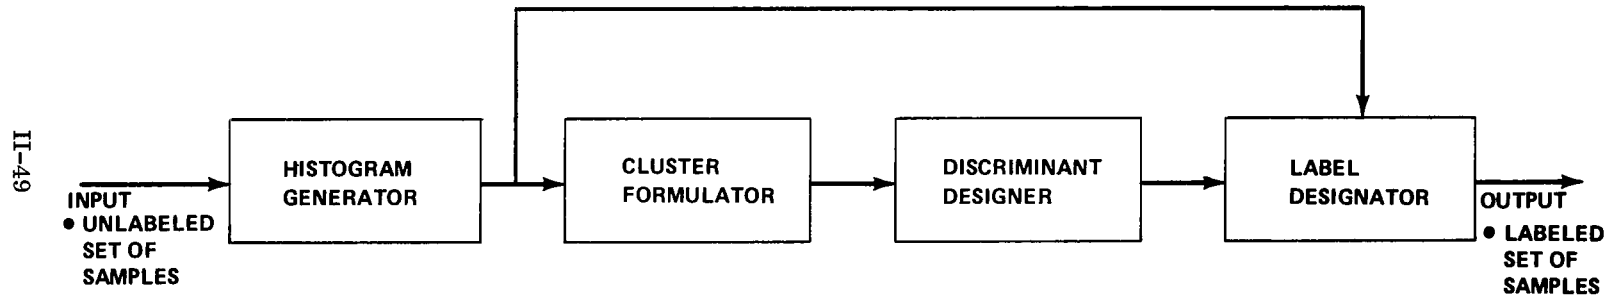 II-49
INPUT
• UNLABELED
SET OF
SAMPLES
HISTOGRAM
GENERATOR
CLUSTER
FORMULATOR
DISCRIMINANT
DESIGNER
LABEL
DESIGNATOR
OUTPUT
• LABELED
SET OF
SAMPLES